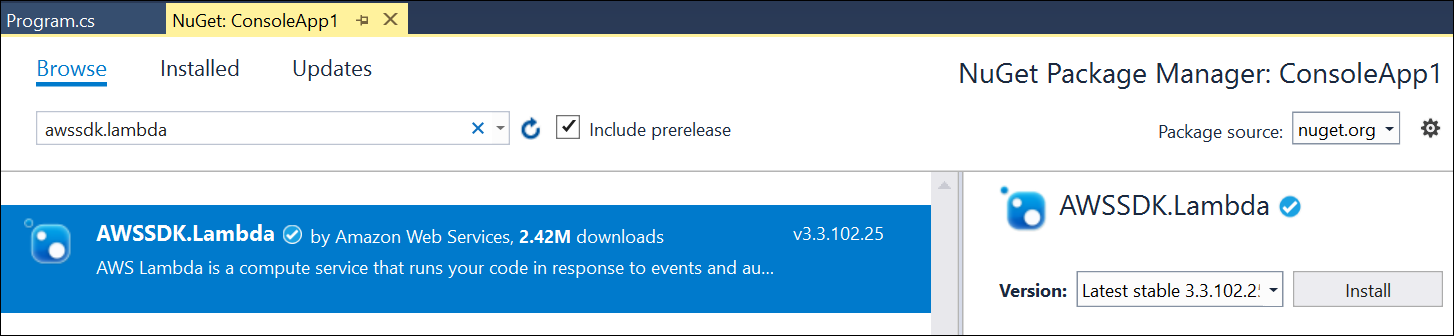 Program.cs NuGet: ConsoleApp1
Browse Installed Updates
NuGet Package Manager: ConsoleApp1
awssdk.lambda Include prerelease
Package source: nuget.org
AWSSDK.Lambda by Amazon Web Services, 2.42M downloads v3.3.102.25
AWS Lambda is a compute service that runs your code in response to events and au...
AWSSDK.Lambda
Version: Latest stable 3.3.102.2 Install